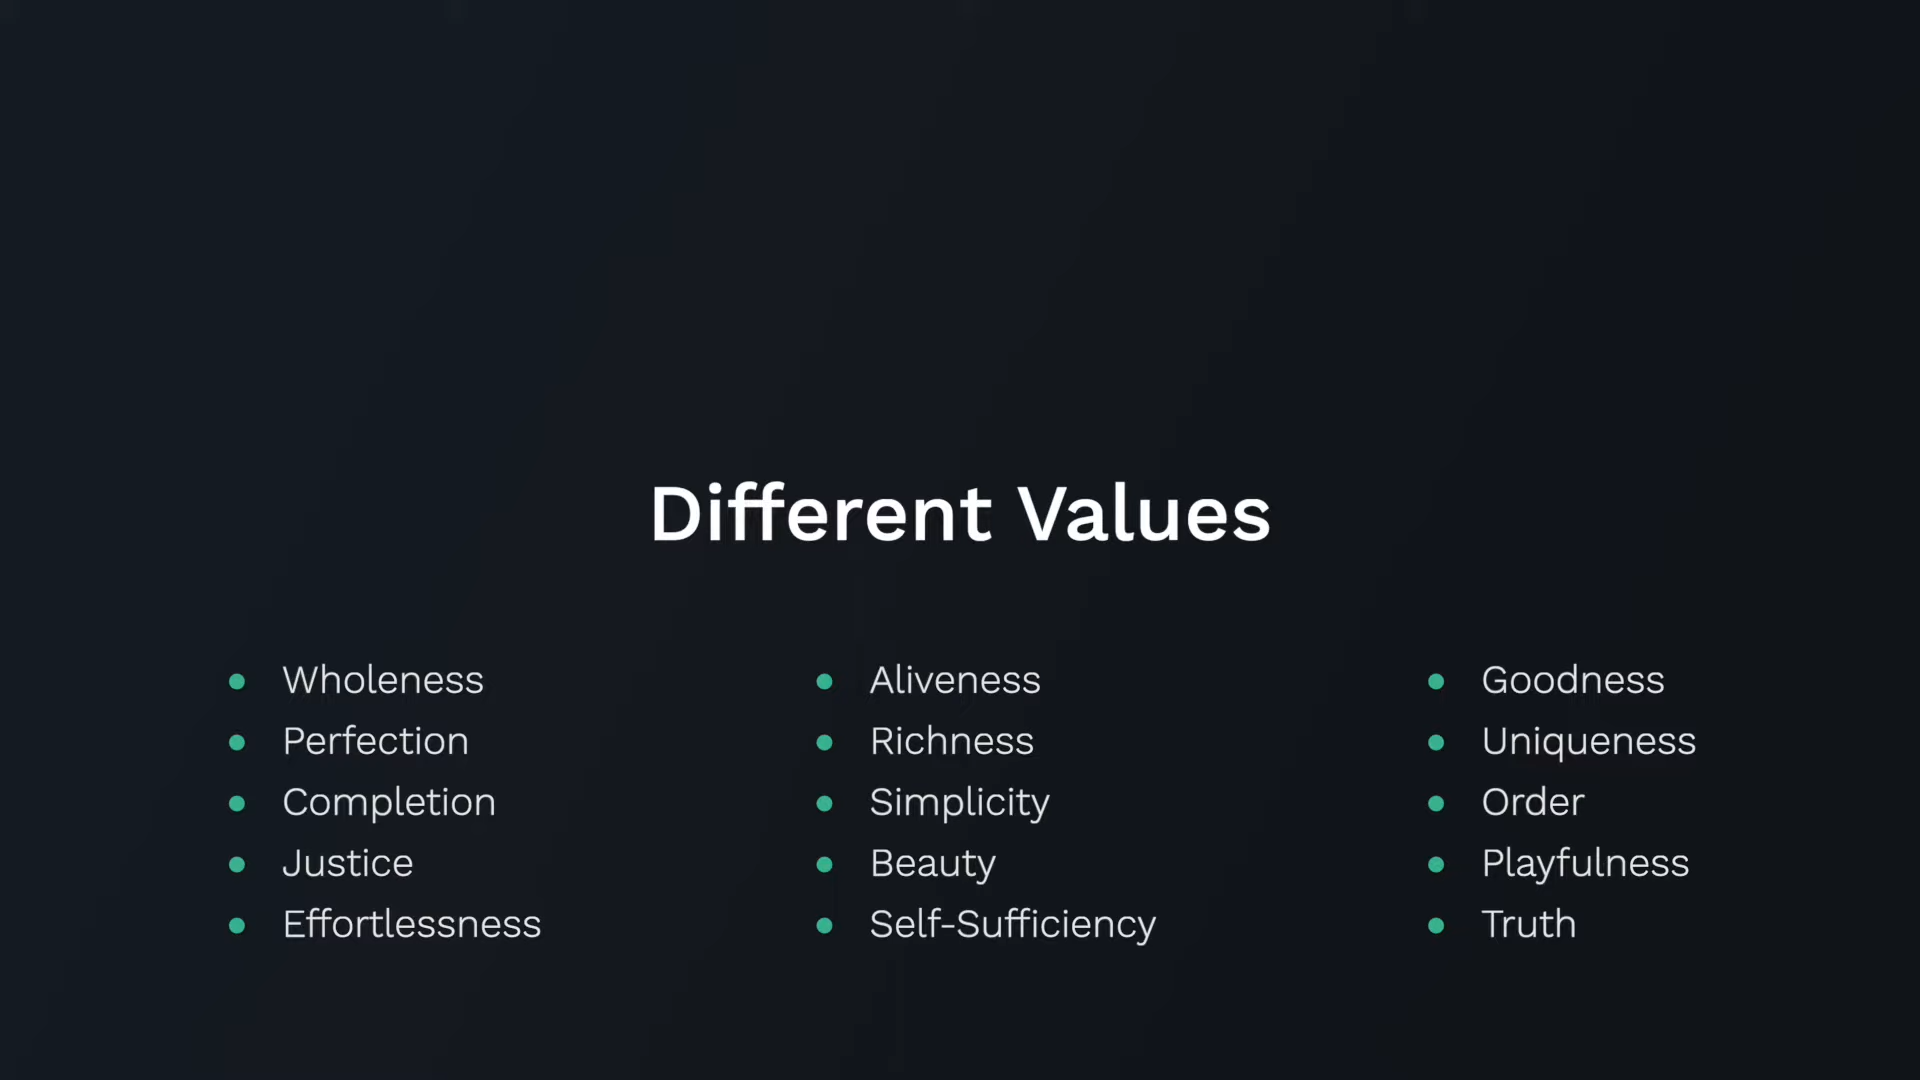 Different Values
Wholeness
Perfection
Completion
Justice
Effortlessness
Aliveness
Richness
Simplicity
Beauty
Self-Sufficiency
Goodness
Uniqueness
Order
Playfulness
Truth